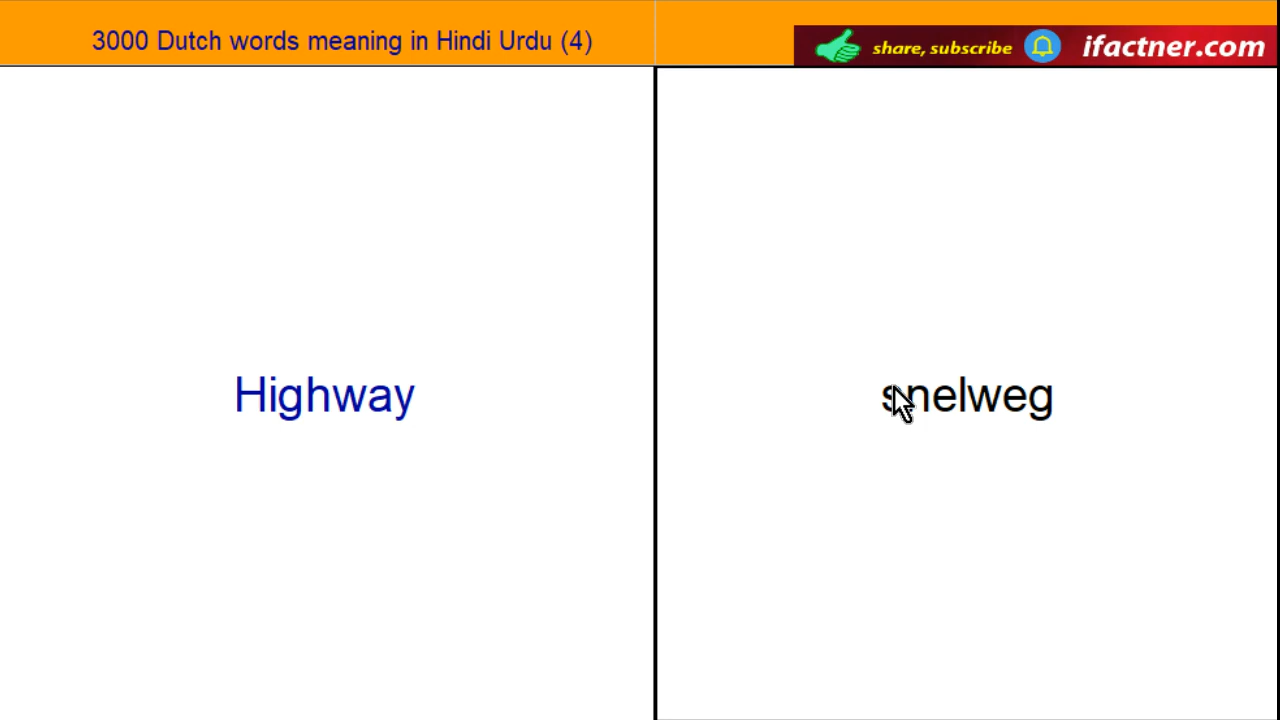 3000 Dutch words meaning in Hindi Urdu (4)
share, subscribe
ifactner.com
Highway
snelweg